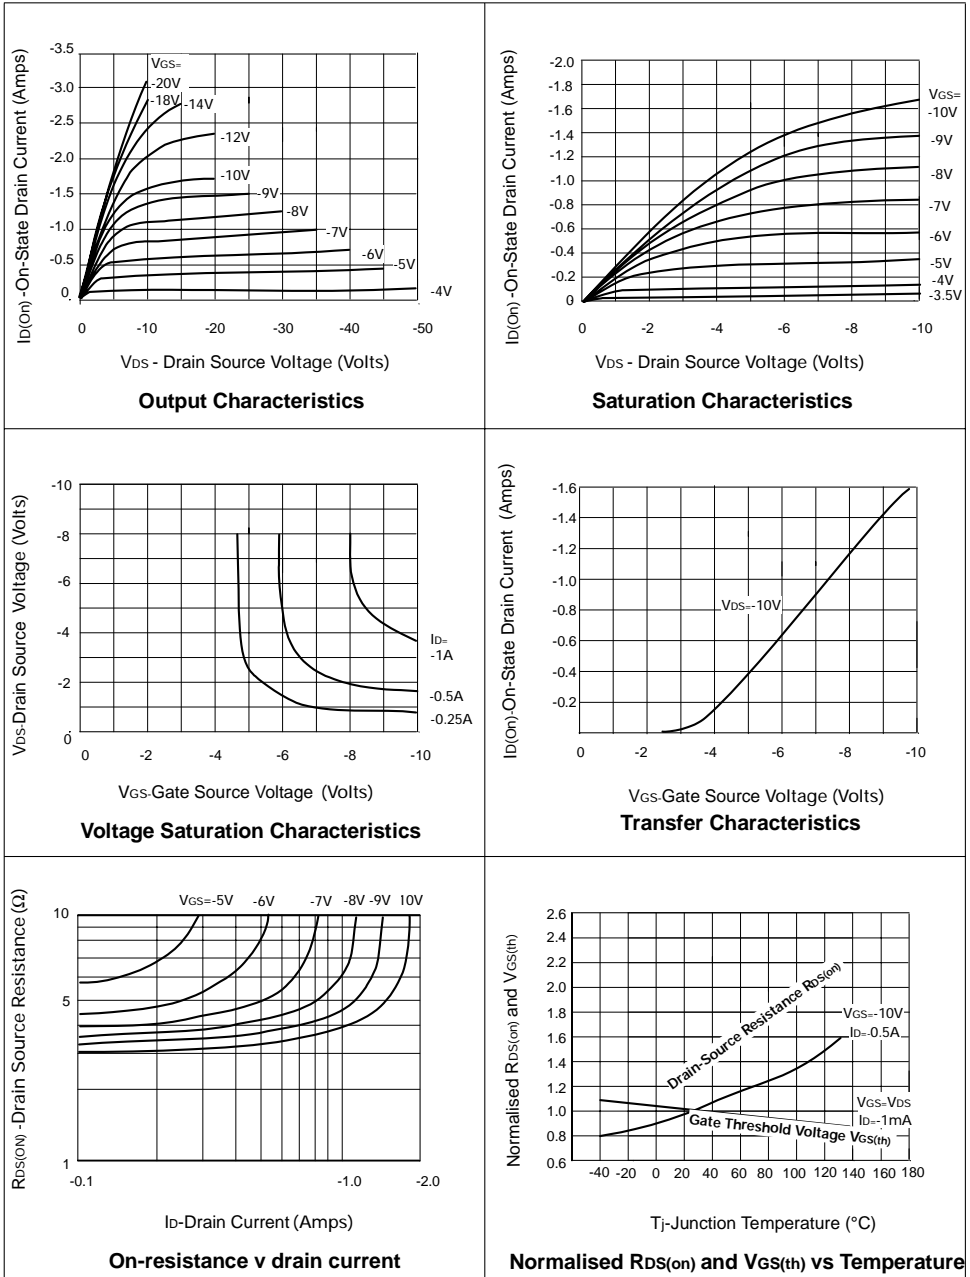 ID(On) -On-State Drain Current (Amps)
-3.5
-3.0
-2.5
-2.0
-1.5
-1.0
-0.5
0.
VGS=
-20V
-18V
-14V
-12V
-10V
-9V
-8V
-7V
-6V
-5V
-4V
0 -10 -20 -30 -40 -50
VDS - Drain Source Voltage (Volts)
Output Characteristics
ID(On) -On-State Drain Current (Amps)
-2.0
-1.8
-1.6
-1.4
-1.2
-1.0
-0.8
-0.6
-0.4
-0.2
0
VGS=
-10V
-9V
-8V
-7V
-6V
-5V
-4V
-3.5V
0 -2 -4 -6 -8 -10
VDS - Drain Source Voltage (Volts)
Saturation Characteristics
VDS-Drain Source Voltage (Volts)
-10
-8
-6
-4
-2
0
ID=
-1A
-0.5A
-0.25A
0 -2 -4 -6 -8 -10
VGS-Gate Source Voltage (Volts)
Voltage Saturation Characteristics
ID(On)-On-State Drain Current (Amps)
-1.6
-1.4
-1.2
-1.0
-0.8
-0.6
-0.4
-0.2
VDS=-10V
0 -2 -4 -6 -8 -10
VGS-Gate Source Voltage (Volts)
Transfer Characteristics
RDS(ON) -Drain Source Resistance (Ω)
10
5
1
VGS=-5V -6V -7V -8V -9V 10V
-0.1 -1.0 -2.0
ID-Drain Current (Amps)
On-resistance v drain current
Normalised RDS(on) and VGS(th)
2.6
2.4
2.2
2.0
1.8
1.6
1.4
1.2
1.0
0.8
0.6
Drain-Source Resistance RDS(on)
VGS=-10V
ID=-0.5A
VGS=VDS
ID=-1mA
Gate Threshold Voltage VGS(th)
-40 -20 0 20 40 60 80 100 120 140 160 180
Tj-Junction Temperature (°C)
Normalised RDS(on) and VGS(th) vs Temperature